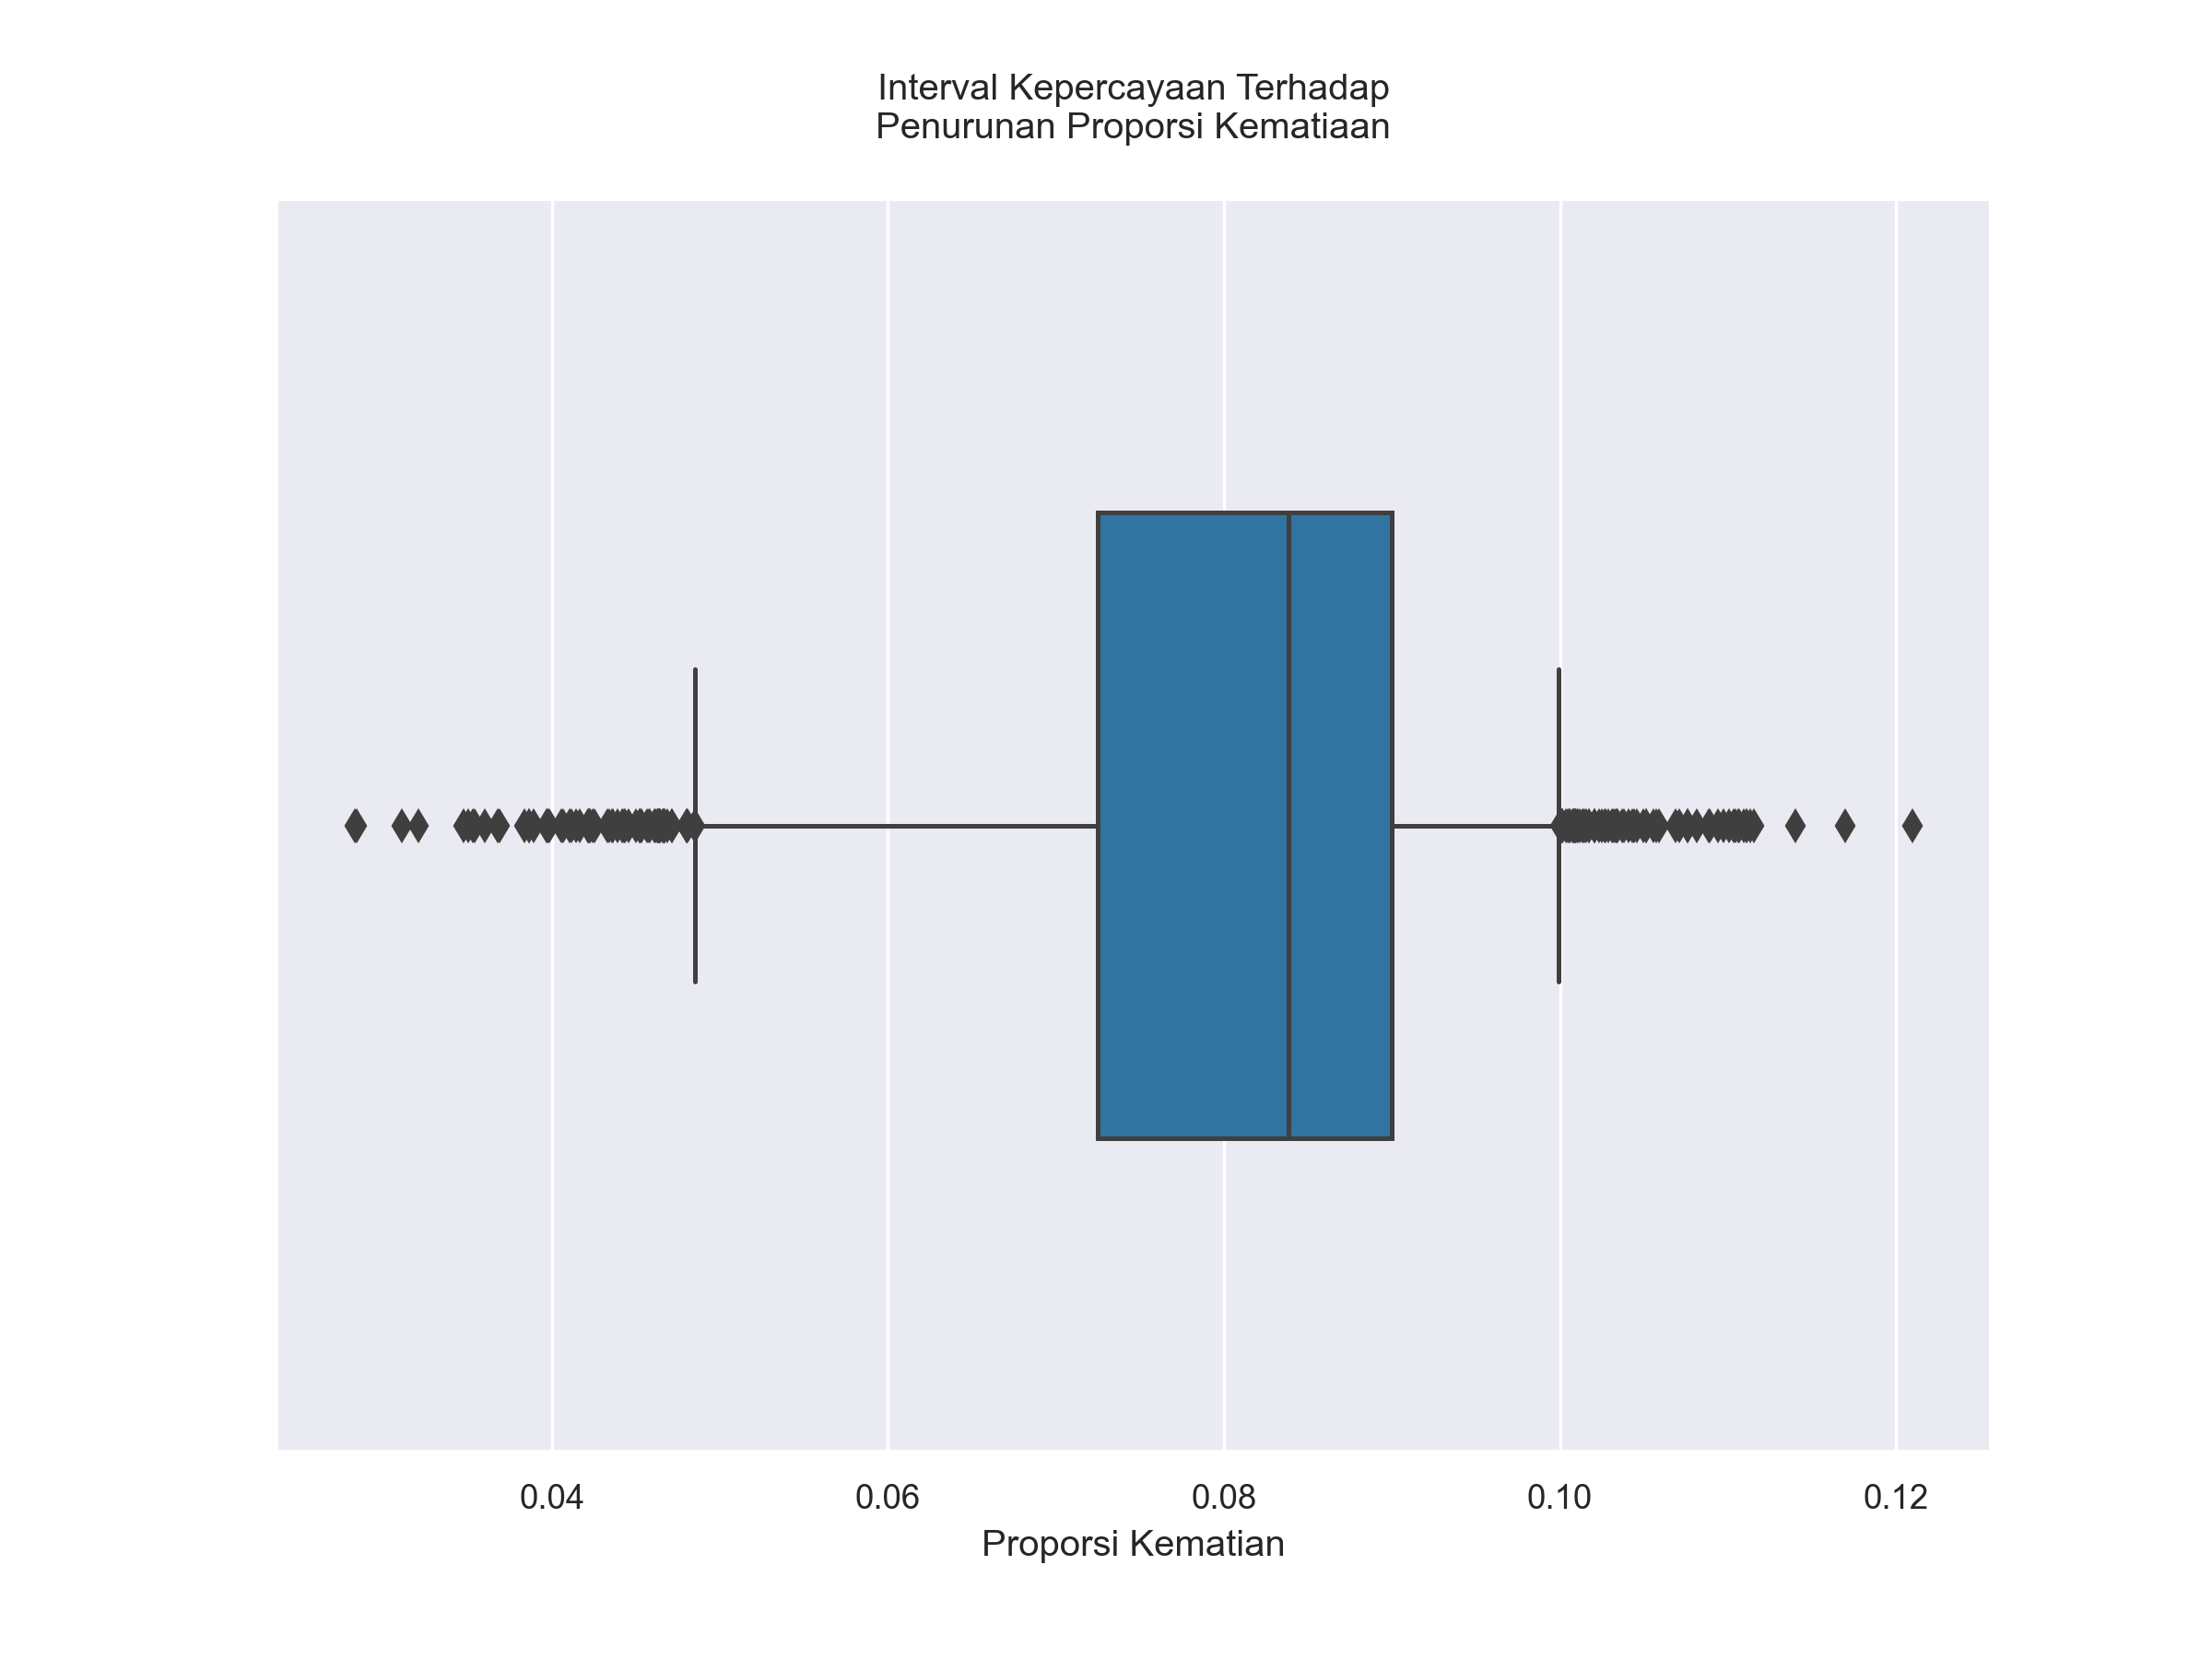 Interval Kepercayaan Terhadap
Penurunan Proporsi Kematiaan
0.04 0.06 0.08 0.10 0.12
Proporsi Kematian